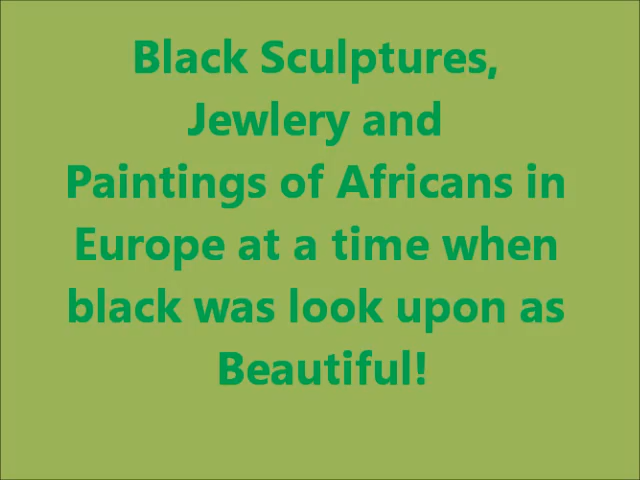 Black Sculptures,
Jewlery and
Paintings of Africans in
Europe at a time when
black was look upon as
Beautiful!